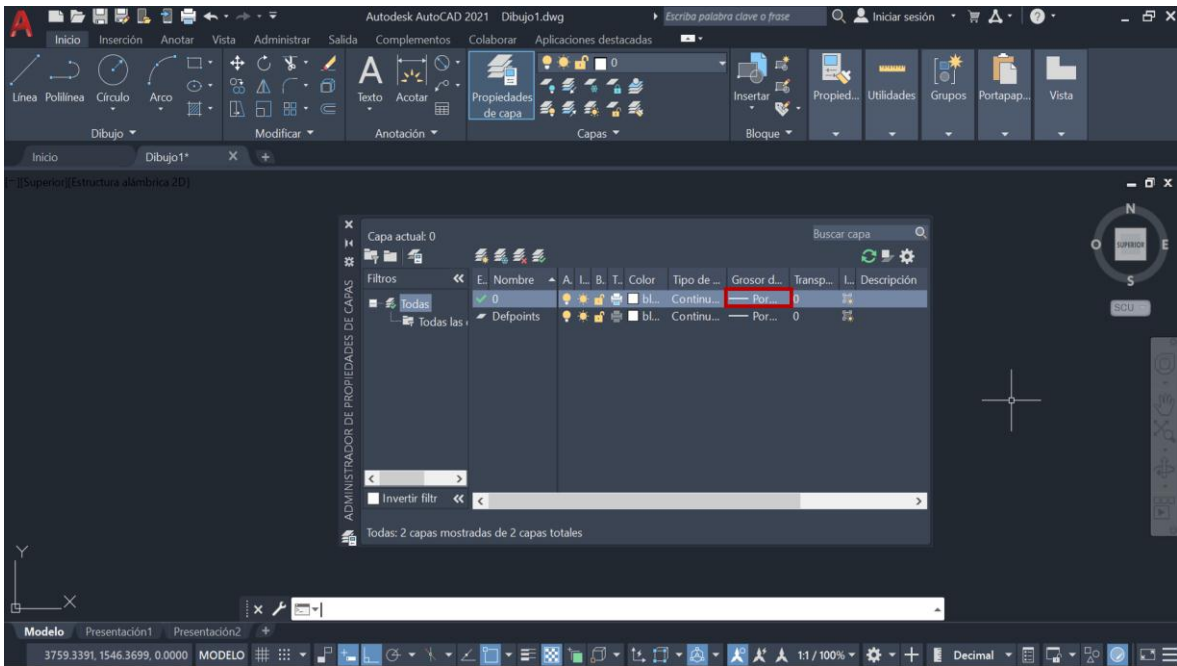 Autodesk AutoCAD 2021 Dibujo1.dwg Escriba palabra clave o frase Iniciar sesión
Inicio Inserción Anotar Vista Administrar Salida Complementos Colaborar Aplicaciones destacadas
0
Línea Polilínea Círculo Arco Texto Acotar Propiedades de capa Insertar Propied... Utilidades Grupos Portapap... Vista
Dibujo Modificar Anotación Capas Bloque
Inicio Dibujo1* X +
[−][Superior][Estructura alámbrica 2D]
N
O SUPERIOR E
S
SCU
Capa actual: 0 Buscar capa
Filtros E.. Nombre A. I... B. T.. Color Tipo de ... Grosor d... Transp... I... Descripción
Todas 0 bl... Continu... Por... 0
Todas las Defpoints bl... Continu... Por... 0
ADMINISTRADOR DE PROPIEDADES DE CAPAS
Invertir filtr
Todas: 2 capas mostradas de 2 capas totales
Y
X
Modelo Presentación1 Presentación2 +
3759.3391, 1546.3699, 0.0000 MODELO 1:1 / 100% Decimal